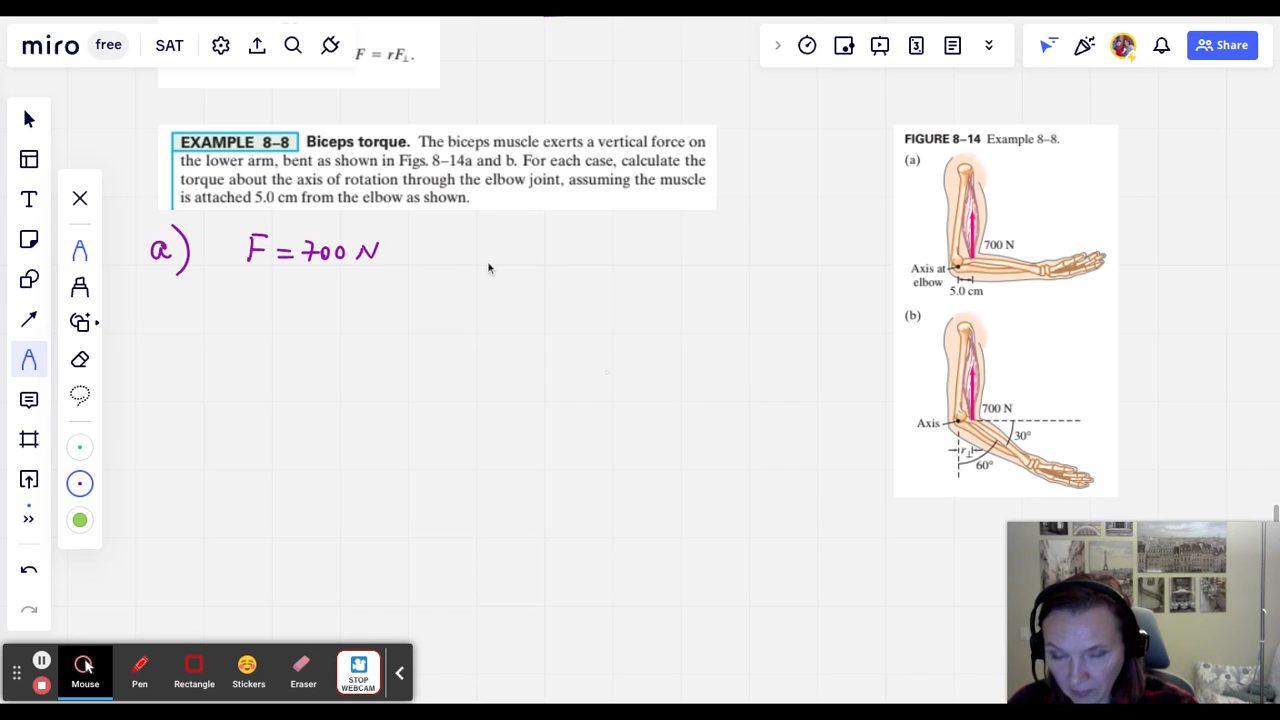 miro free SAT Share
F = rF⊥.
EXAMPLE 8–8 Biceps torque. The biceps muscle exerts a vertical force on
the lower arm, bent as shown in Figs. 8–14a and b. For each case, calculate the
torque about the axis of rotation through the elbow joint, assuming the muscle
is attached 5.0 cm from the elbow as shown.
a) F = 700 N
FIGURE 8–14 Example 8–8.
(a)
700 N
Axis at
elbow
5.0 cm
(b)
700 N
Axis
30°
r⊥
60°
Mouse Pen Rectangle Stickers Eraser STOP
WEBCAM